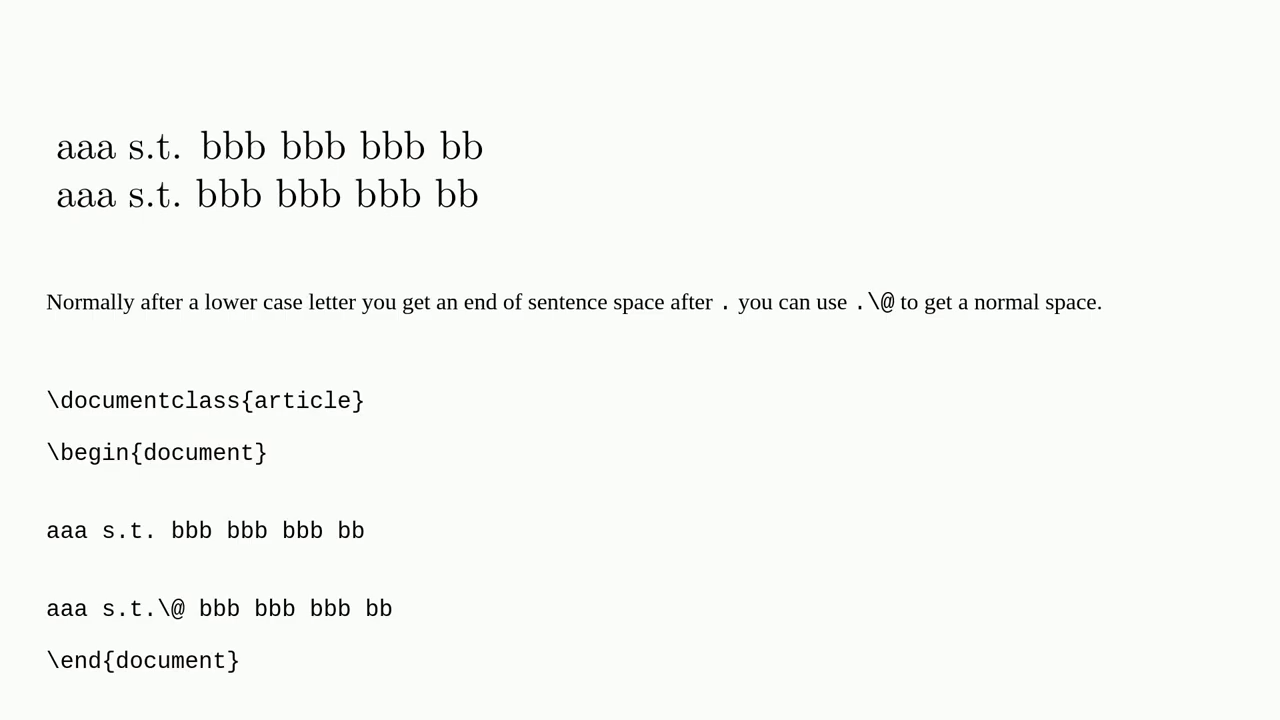 aaa s.t. bbb bbb bbb bb
aaa s.t. bbb bbb bbb bb
Normally after a lower case letter you get an end of sentence space after . you can use .\@ to get a normal space.
\documentclass{article}
\begin{document}
aaa s.t. bbb bbb bbb bb
aaa s.t.\@ bbb bbb bbb bb
\end{document}